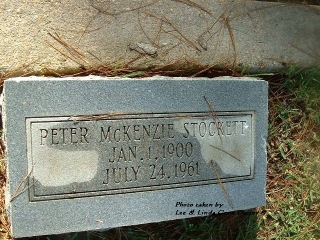 PETER McKENZIE STOCKETT
JAN. 1, 1900
JULY 24, 1961
Photo taken by
Lee & Linda